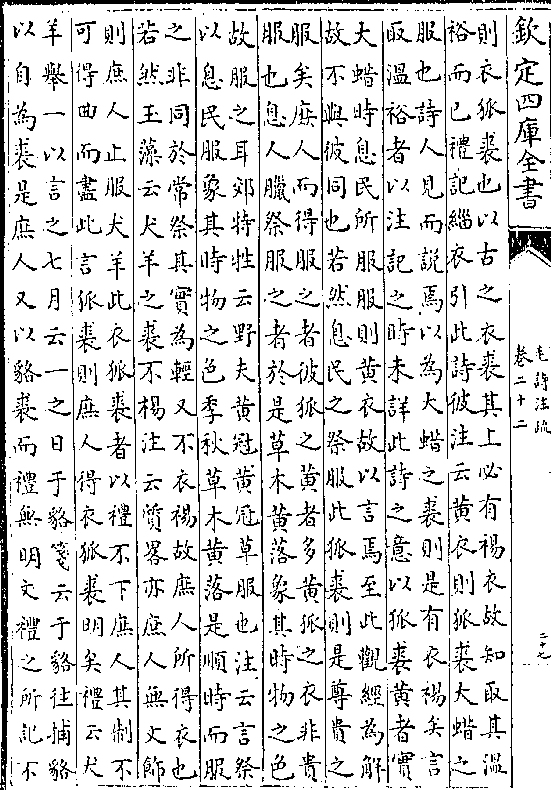 欽定四庫全書
毛詩注疏
卷二十二
則衣狐裘也以古之衣裘其上必有裼衣故知取其溫
裕而已禮記緇衣引此詩彼注云黃衣則狐裘大蜡之
服也詩人見而說焉以為大蜡之裘則是有衣裼矣言
取溫裕者以注記之時未詳此詩之意以狐裘黃者實
大蜡時息民所服服則黃衣故以言焉至此觀經為解
故不與彼同也若然息民之祭服此狐裘則是尊貴之
服矣庶人而得服之者彼狐之黃者多黃狐之衣非貴
服也息人臘祭服之者於是草木黃落象其時物之色
故服之耳郊特牲云野夫黃冠黃冠草服也注云言祭
以息民服象其時物之色季秋草木黃落是順時而服
之非同於常祭其實為輕又不衣裼故庶人所得衣也
若然玉藻云犬羊之裘不裼注云質畧亦庶人無文飾
則庶人止服犬羊此衣狐裘者以禮不下庶人其制不
可得曲而盡此言狐裘則庶人得衣狐裘明矣禮云犬
羊舉一以言之七月云一之日于貉箋云于貉往捕貉
以自為裘是庶人又以貉裘而禮無明文禮之所記不